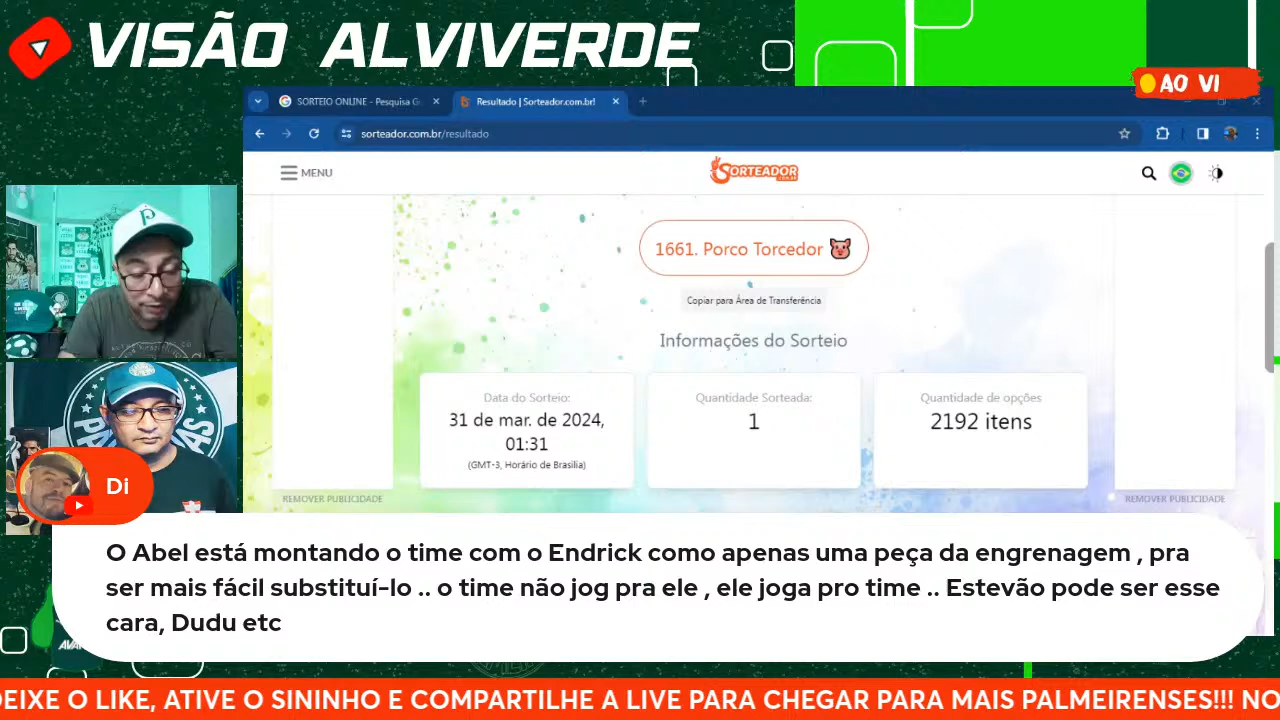 VISÃO ALVIVERDE
AO VI
SORTEIO ONLINE - Pesquisa G
Resultado | Sorteador.com.br!
sorteador.com.br/resultado
MENU
SORTEADOR
1661. Porco Torcedor
Copiar para Área de Transferência
Informações do Sorteio
Data do Sorteio:
31 de mar. de 2024,
01:31
(GMT-3, Horário de Brasilia)
Quantidade Sorteada:
1
Quantidade de opções
2192 itens
REMOVER PUBLICIDADE
REMOVER PUBLICIDADE
Di
O Abel está montando o time com o Endrick como apenas uma peça da engrenagem , pra
ser mais fácil substituí-lo .. o time não jog pra ele , ele joga pro time .. Estevão pode ser esse
cara, Dudu etc
DEIXE O LIKE, ATIVE O SININHO E COMPARTILHE A LIVE PARA CHEGAR PARA MAIS PALMEIRENSES!!! NO